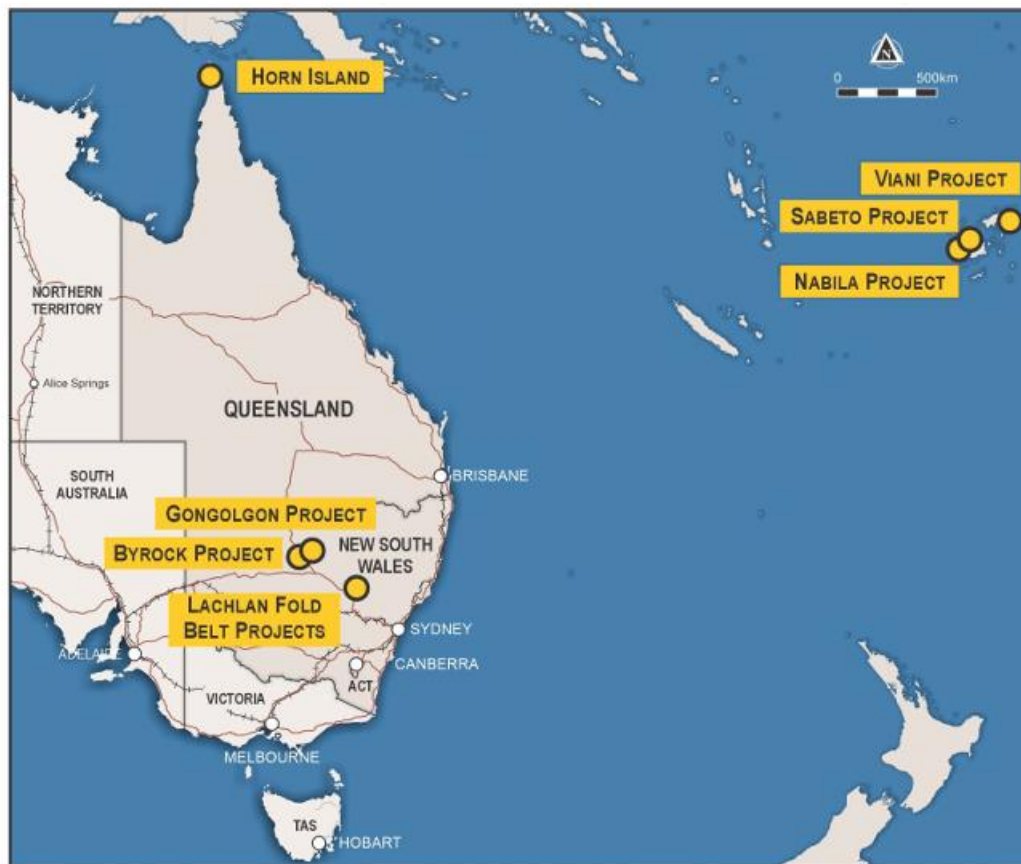 HORN ISLAND
N
0 500km
VIANI PROJECT
SABETO PROJECT
NABILA PROJECT
NORTHERN
TERRITORY
Alice Springs
QUEENSLAND
SOUTH
AUSTRALIA
BRISBANE
GONGOLGON PROJECT
BYROCK PROJECT
NEW SOUTH
WALES
LACHLAN FOLD
BELT PROJECTS
SYDNEY
ADELAIDE
CANBERRA
ACT
VICTORIA
MELBOURNE
TAS
HOBART